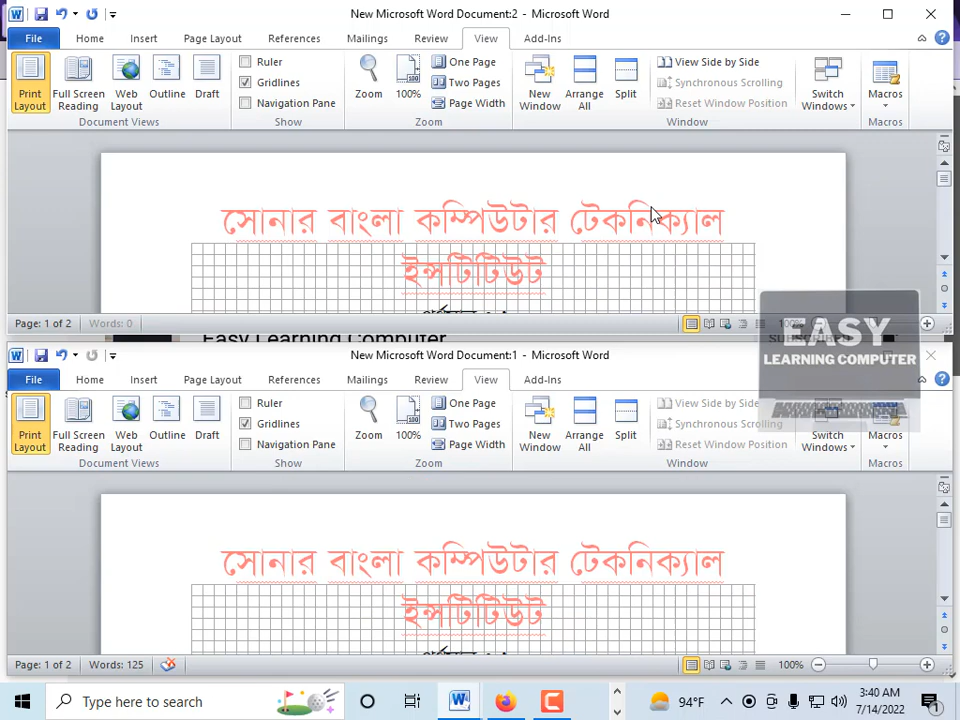 New Microsoft Word Document:2 - Microsoft Word
File Home Insert Page Layout References Mailings Review View Add-Ins
Print Layout Full Screen Reading Web Layout Outline Draft
Document Views
Ruler
Gridlines
Navigation Pane
Show
Zoom 100%
One Page
Two Pages
Page Width
Zoom
New Window Arrange All Split
View Side by Side
Synchronous Scrolling
Reset Window Position
Window
Switch Windows
Macros
Macros
সোনার বাংলা কম্পিউটার টেকনিক্যাল
ইন্সটিটিউট
Page: 1 of 2 Words: 0 100%
Easy Learning Computer
EASY
LEARNING COMPUTER
New Microsoft Word Document:1 - Microsoft Word
File Home Insert Page Layout References Mailings Review View Add-Ins
Print Layout Full Screen Reading Web Layout Outline Draft
Document Views
Ruler
Gridlines
Navigation Pane
Show
Zoom 100%
One Page
Two Pages
Page Width
Zoom
New Window Arrange All Split
View Side by Side
Synchronous Scrolling
Reset Window Position
Window
Switch Windows
Macros
Macros
সোনার বাংলা কম্পিউটার টেকনিক্যাল
ইন্সটিটিউট
Page: 1 of 2 Words: 125 100%
Type here to search
94°F
3:40 AM
7/14/2022
1